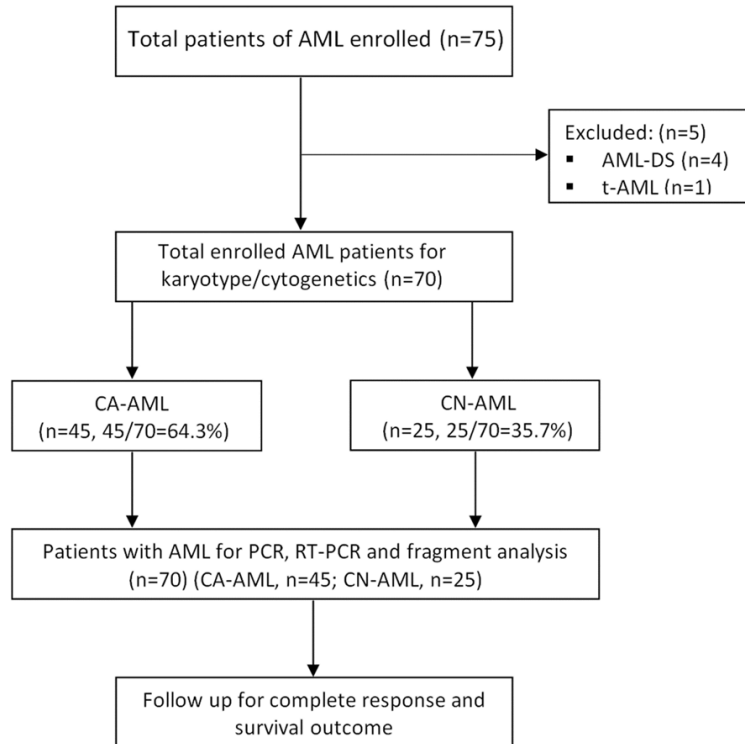 Total patients of AML enrolled (n=75)
Excluded: (n=5)
▪ AML-DS (n=4)
▪ t-AML (n=1)
Total enrolled AML patients for
karyotype/cytogenetics (n=70)
CA-AML
(n=45, 45/70=64.3%)
CN-AML
(n=25, 25/70=35.7%)
Patients with AML for PCR, RT-PCR and fragment analysis
(n=70) (CA-AML, n=45; CN-AML, n=25)
Follow up for complete response and
survival outcome